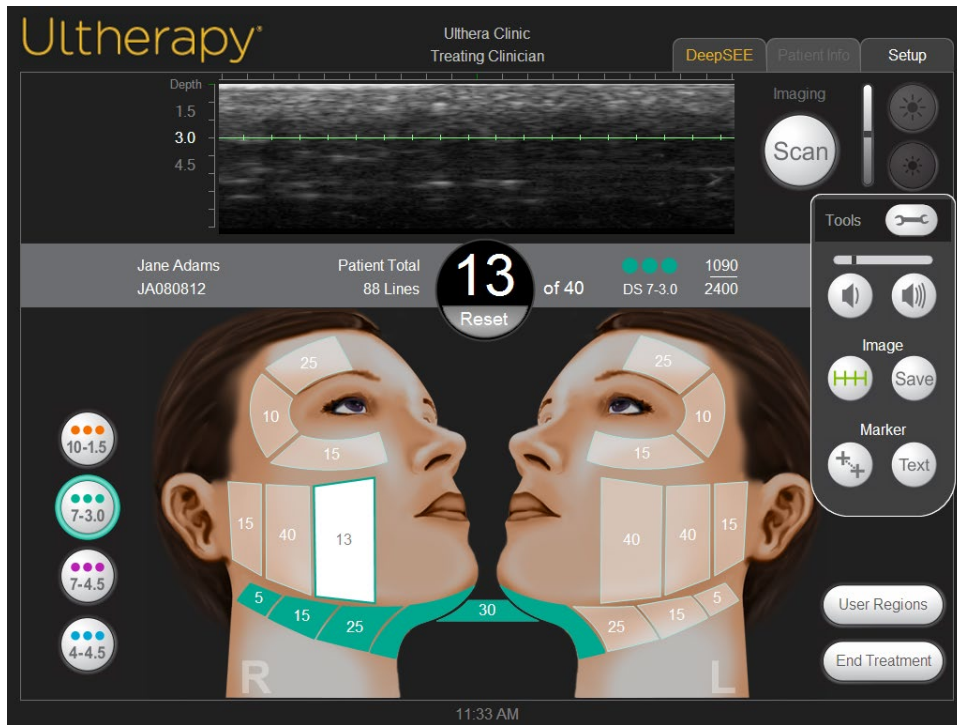 Ultherapy
Ulthera Clinic
Treating Clinician
DeepSEE
Patient Info
Setup
Depth
1.5
3.0
4.5
Imaging
Scan
Tools
Jane Adams
JA080812
Patient Total
88 Lines
13
of 40
Reset
DS 7-3.0
1090
2400
Image
Save
Marker
Text
10-1.5
7-3.0
7-4.5
4-4.5
25
10
15
15
40
13
5
15
25
R
30
25
10
15
40
40
15
25
15
5
L
User Regions
End Treatment
11:33 AM